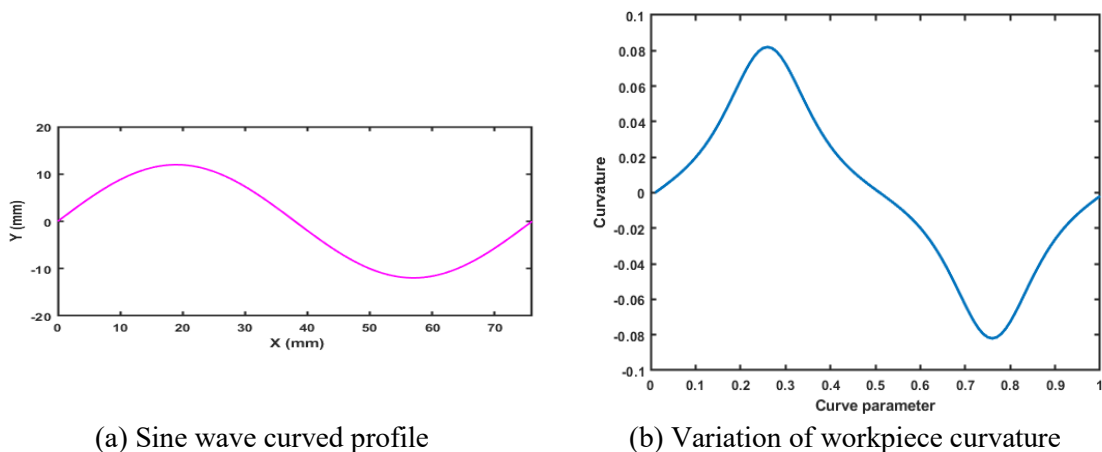 20
10
0
-10
-20
Y (mm)
0 10 20 30 40 50 60 70
X (mm)
(a) Sine wave curved profile
0.1
0.08
0.06
0.04
0.02
0
-0.02
-0.04
-0.06
-0.08
-0.1
Curvature
0 0.1 0.2 0.3 0.4 0.5 0.6 0.7 0.8 0.9 1
Curve parameter
(b) Variation of workpiece curvature